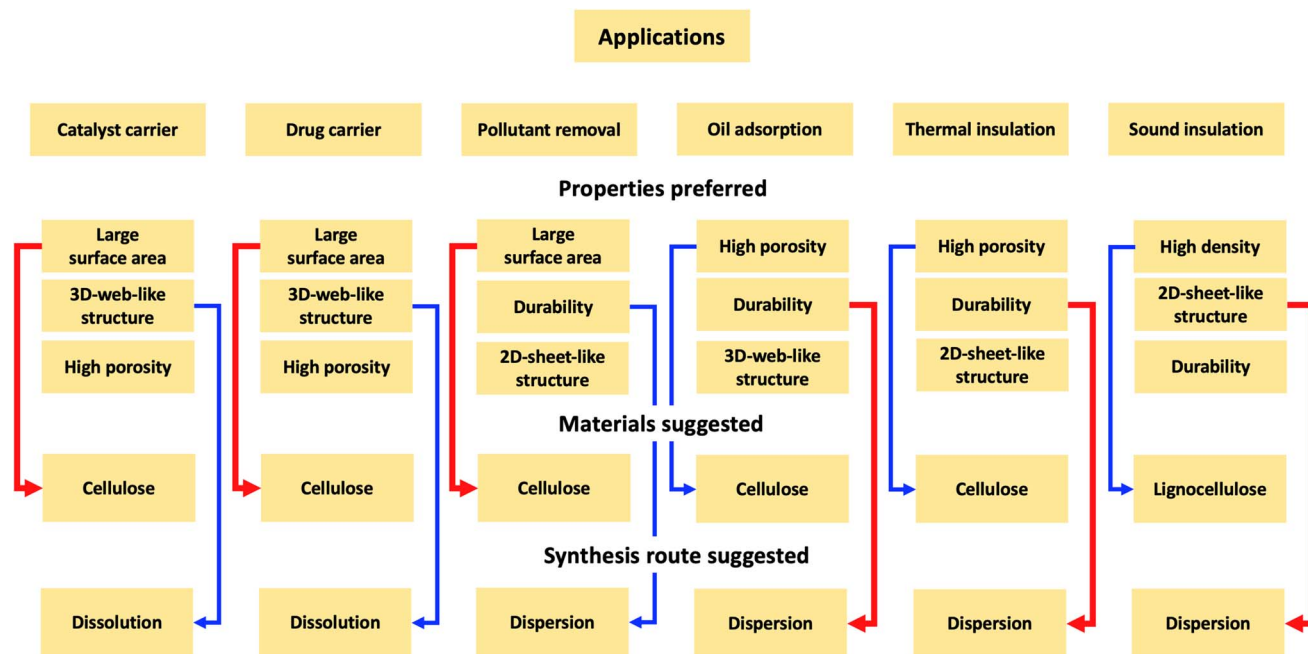 Applications
Catalyst carrier
Drug carrier
Pollutant removal
Oil adsorption
Thermal insulation
Sound insulation
Properties preferred
Large
surface area
Large
surface area
Large
surface area
High porosity
High porosity
High density
3D-web-like
structure
3D-web-like
structure
Durability
Durability
Durability
2D-sheet-like
structure
High porosity
High porosity
2D-sheet-like
structure
3D-web-like
structure
2D-sheet-like
structure
Durability
Materials suggested
Cellulose
Cellulose
Cellulose
Cellulose
Cellulose
Lignocellulose
Synthesis route suggested
Dissolution
Dissolution
Dispersion
Dispersion
Dispersion
Dispersion